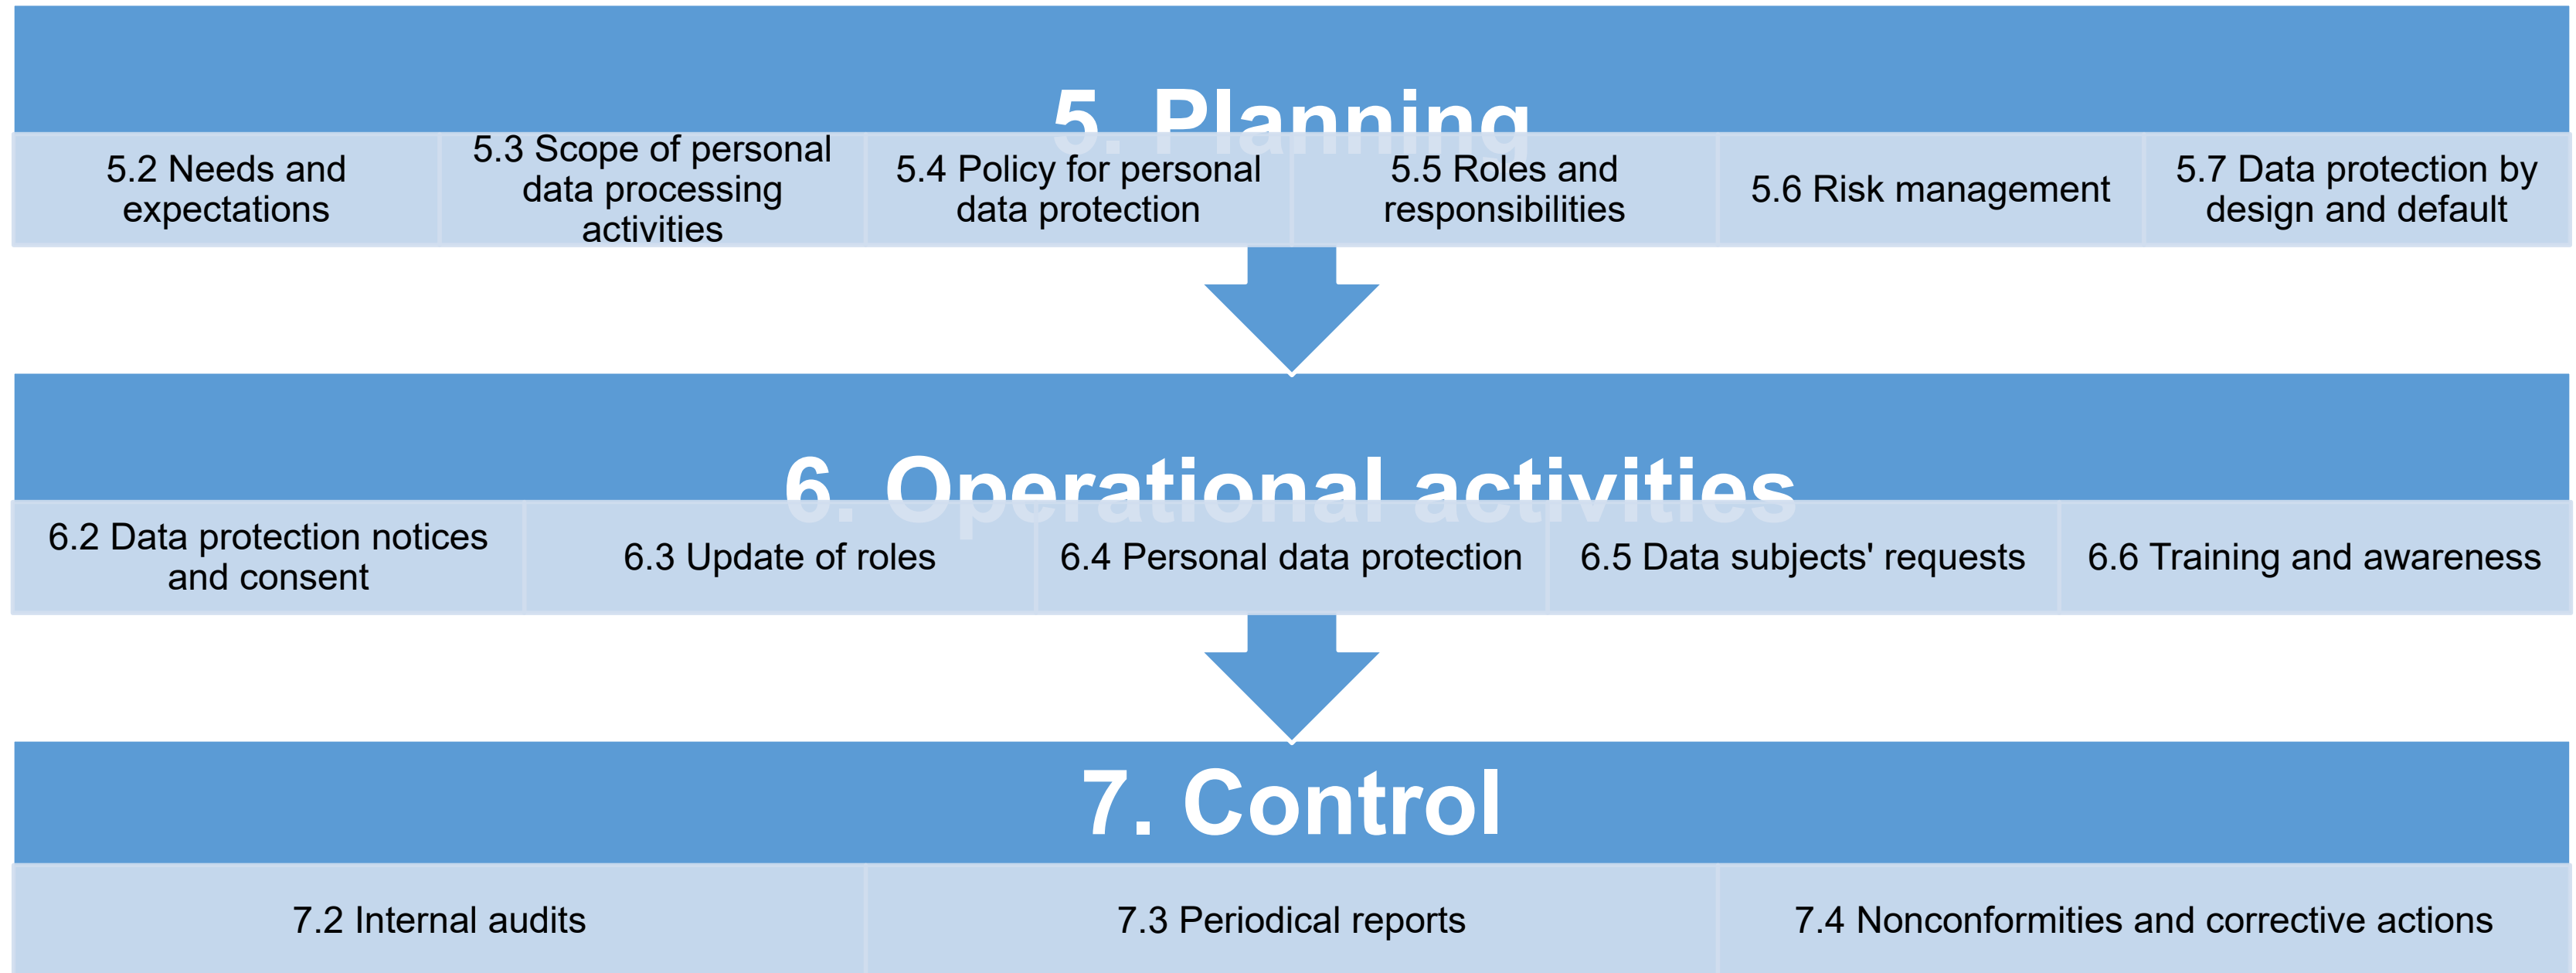 5. Planning
5.2 Needs and
expectations
5.3 Scope of personal
data processing
activities
5.4 Policy for personal
data protection
5.5 Roles and
responsibilities
5.6 Risk management
5.7 Data protection by
design and default
6. Operational activities
6.2 Data protection notices
and consent
6.3 Update of roles
6.4 Personal data protection
6.5 Data subjects' requests
6.6 Training and awareness
7. Control
7.2 Internal audits
7.3 Periodical reports
7.4 Nonconformities and corrective actions